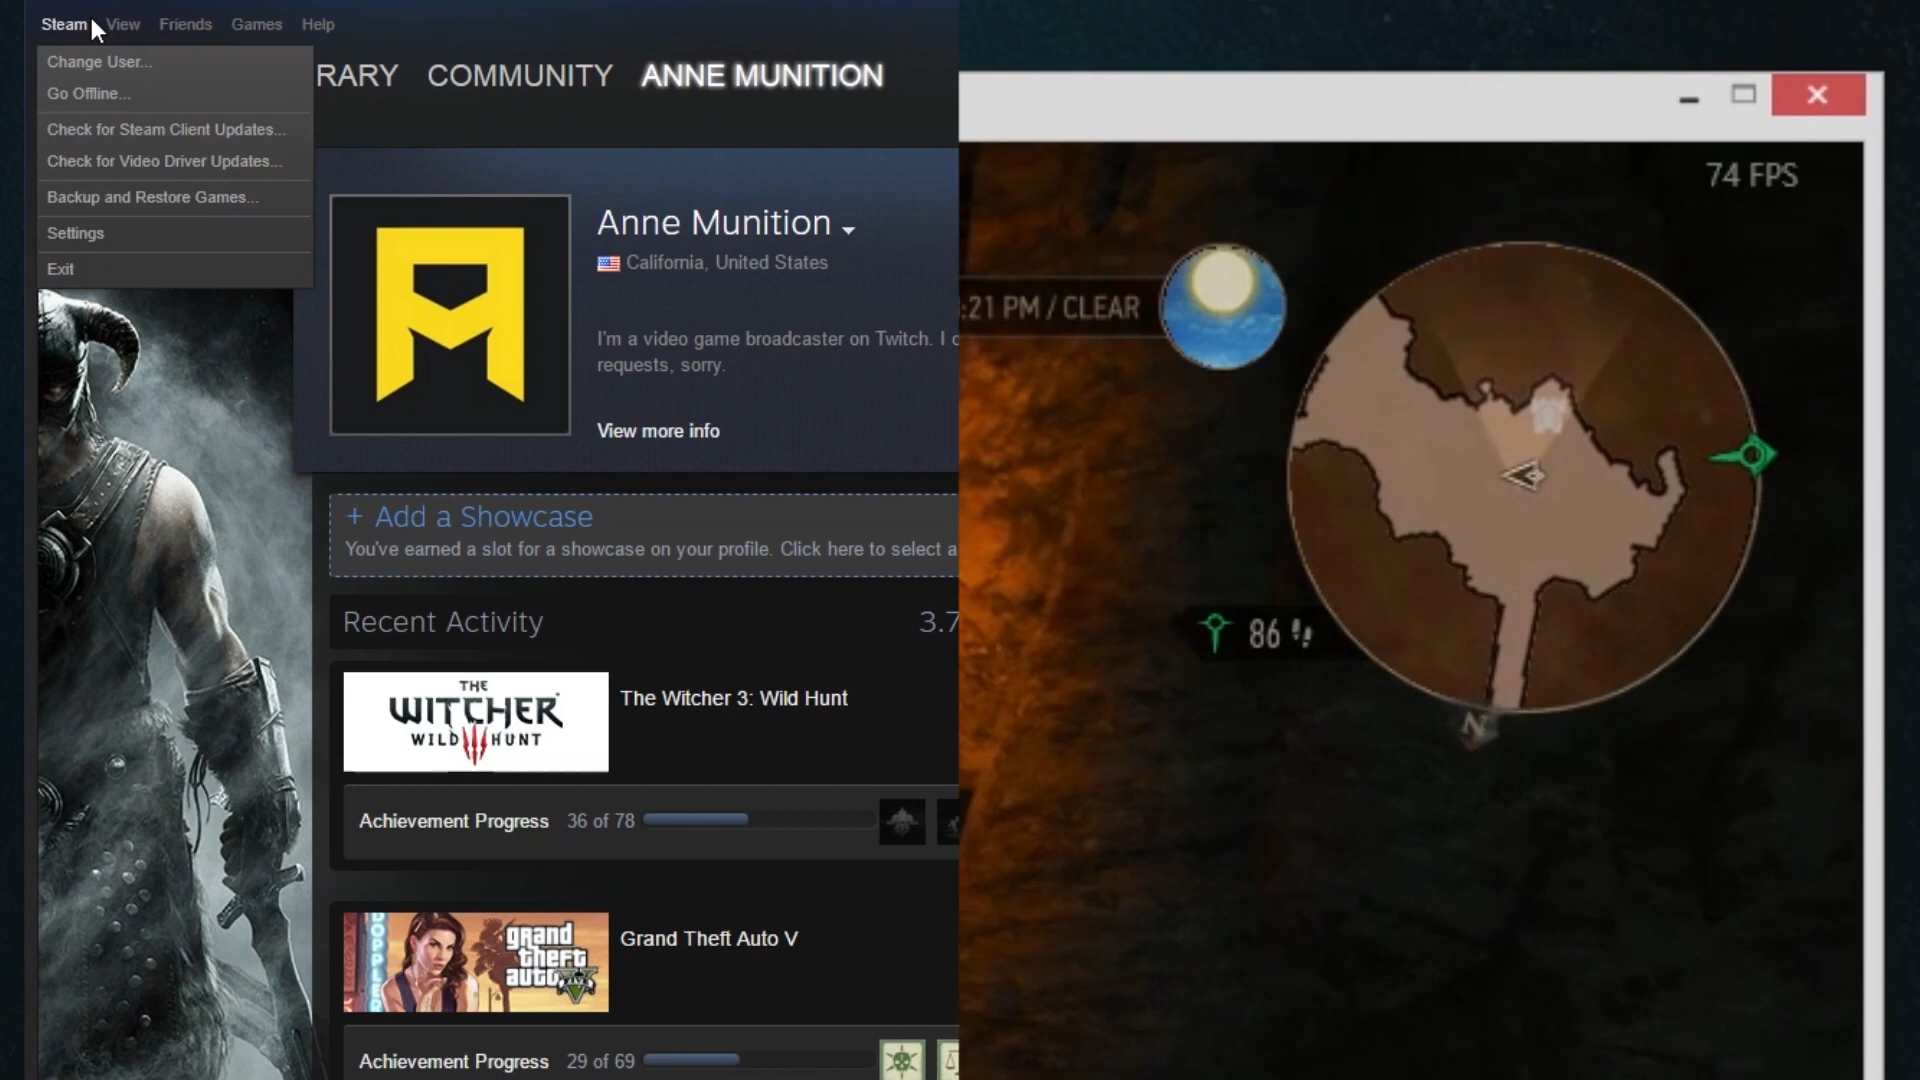 Steam View Friends Games Help
Change User...
Go Offline...
Check for Steam Client Updates...
Check for Video Driver Updates...
Backup and Restore Games...
Settings
Exit
RARY COMMUNITY ANNE MUNITION
Anne Munition
California, United States
I'm a video game broadcaster on Twitch. I
requests, sorry.
View more info
+ Add a Showcase
You've earned a slot for a showcase on your profile. Click here to select a
Recent Activity 3.7
THE
WITCHER
WILD HUNT
The Witcher 3: Wild Hunt
Achievement Progress 36 of 78
grand
theft
auto
V
Grand Theft Auto V
Achievement Progress 29 of 69
74 FPS
:21 PM / CLEAR
86
N